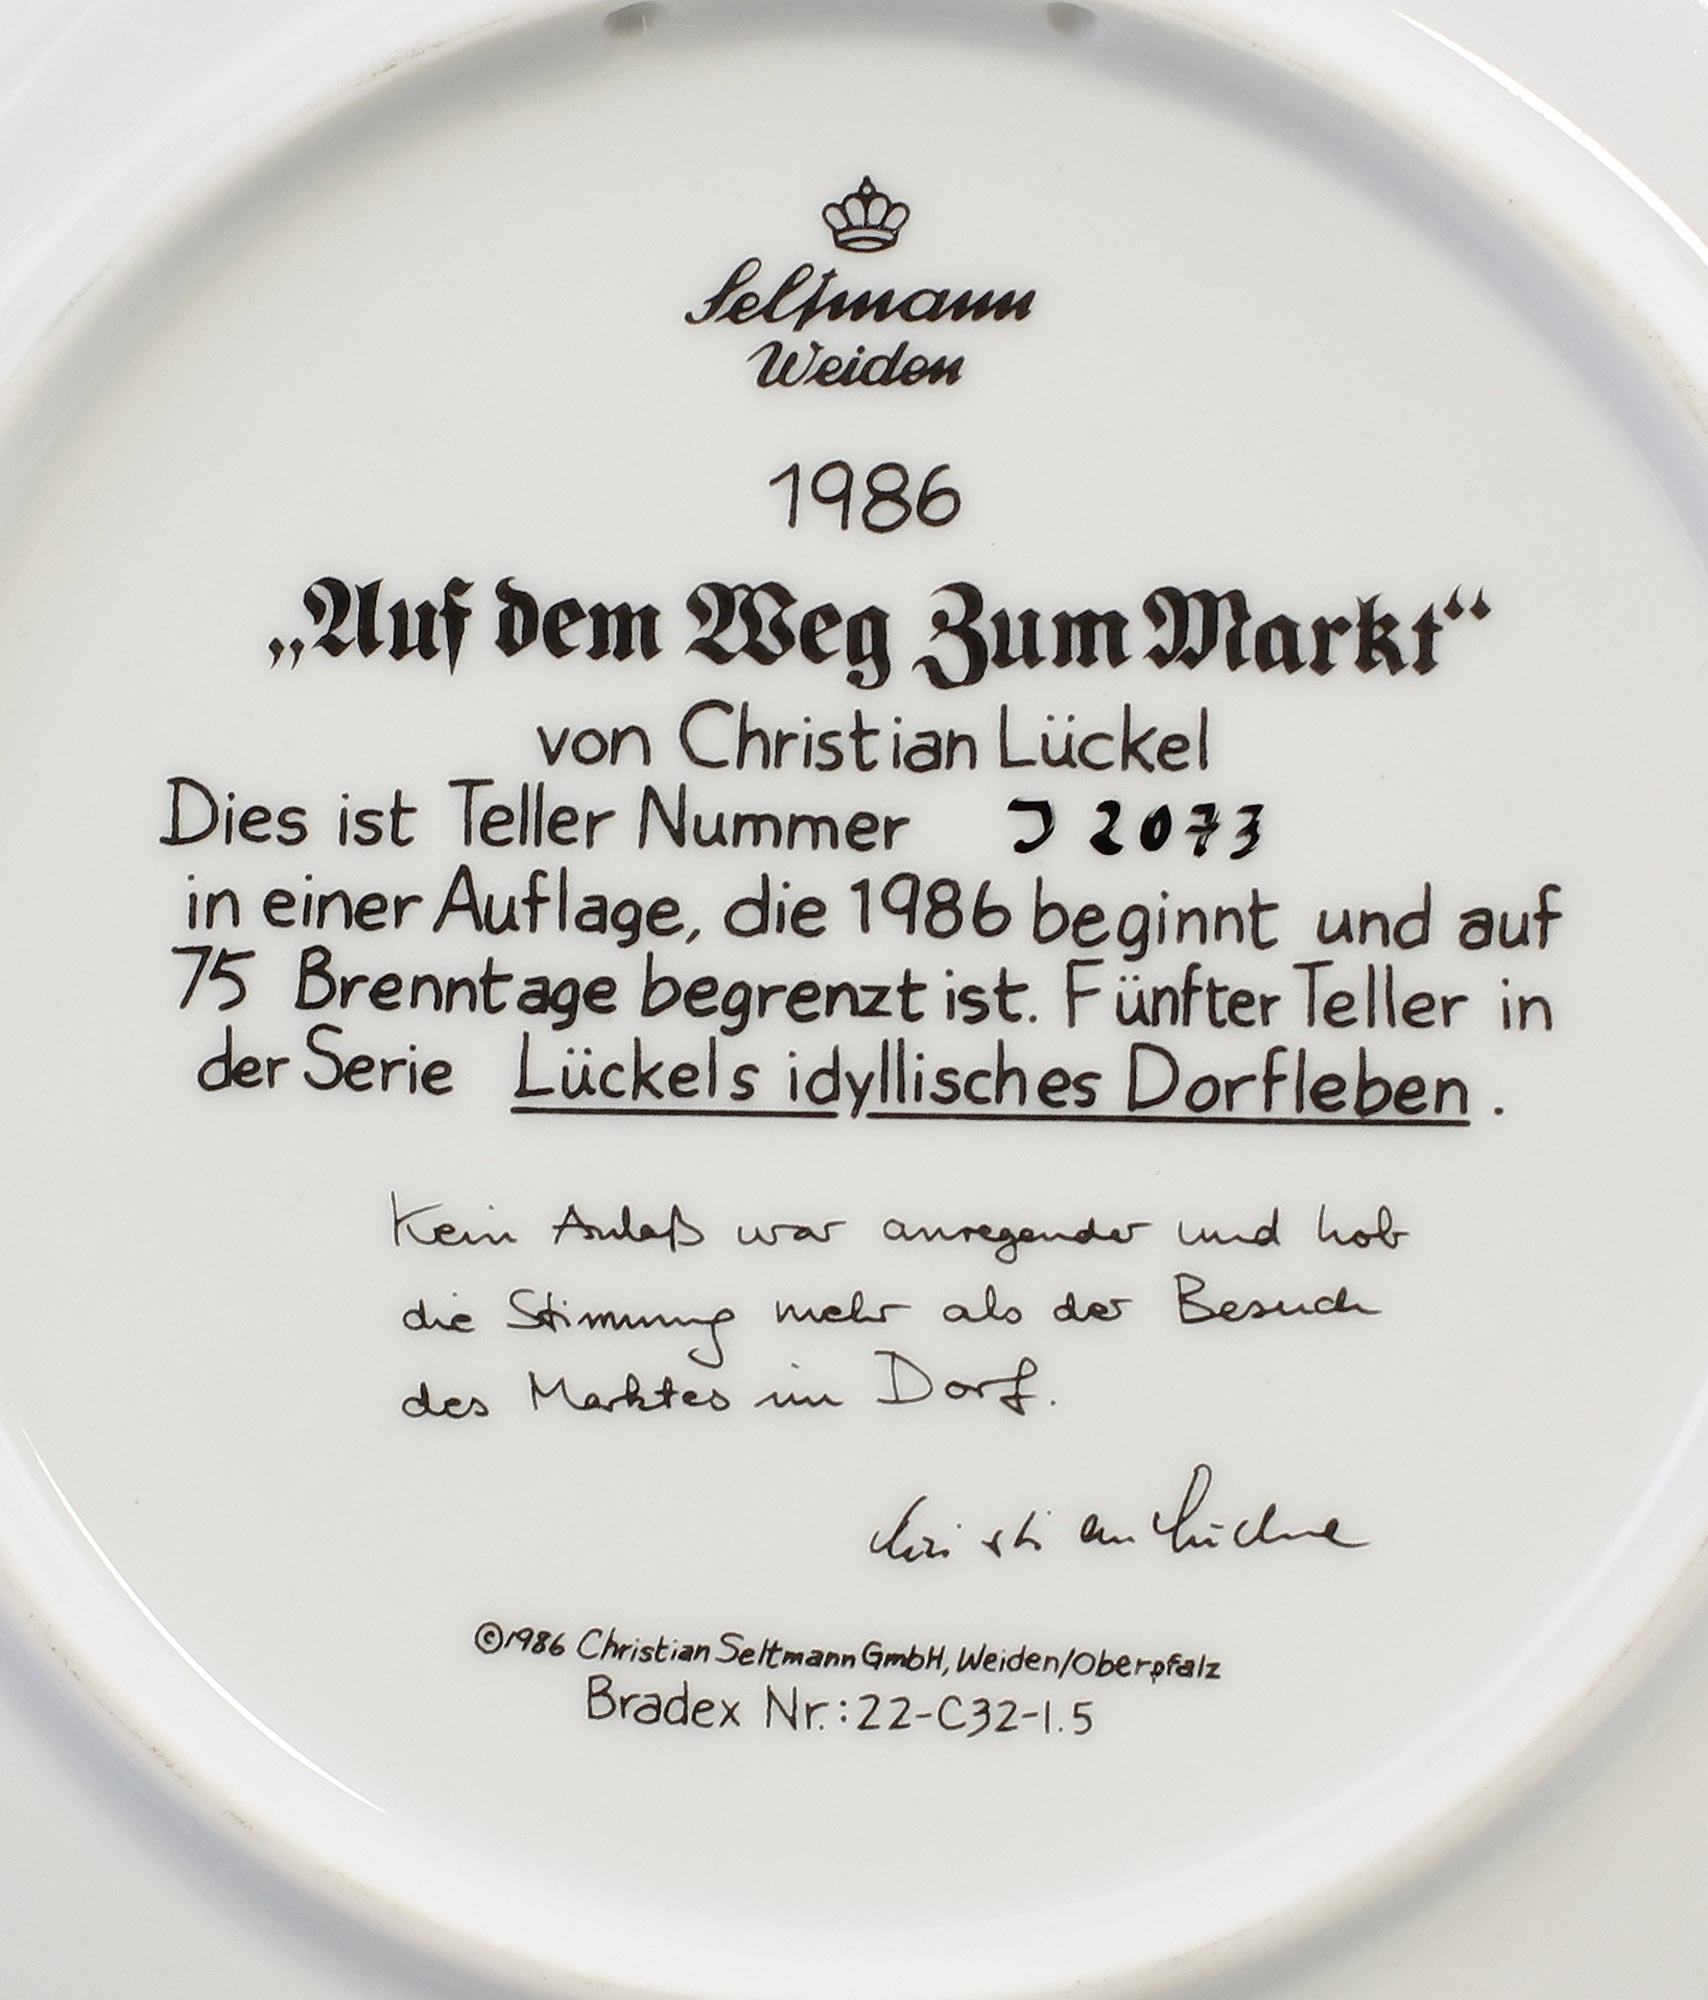 Seltmann
Weiden
1986
„Auf dem Weg Zum Markt“
von Christian Lückel
Dies ist Teller Nummer J 2073
in einer Auflage, die 1986 beginnt und auf
75 Brenntage begrenzt ist. Fünfter Teller in
der Serie Lückels idyllisches Dorfleben.
Kein Anlaß war anregender und hob
die Stimmung mehr als der Besuch
des Marktes im Dorf.
Christian Lückel
©1986 Christian Seltmann GmbH, Weiden/Oberpfalz
Bradex Nr.: 22-C32-1.5